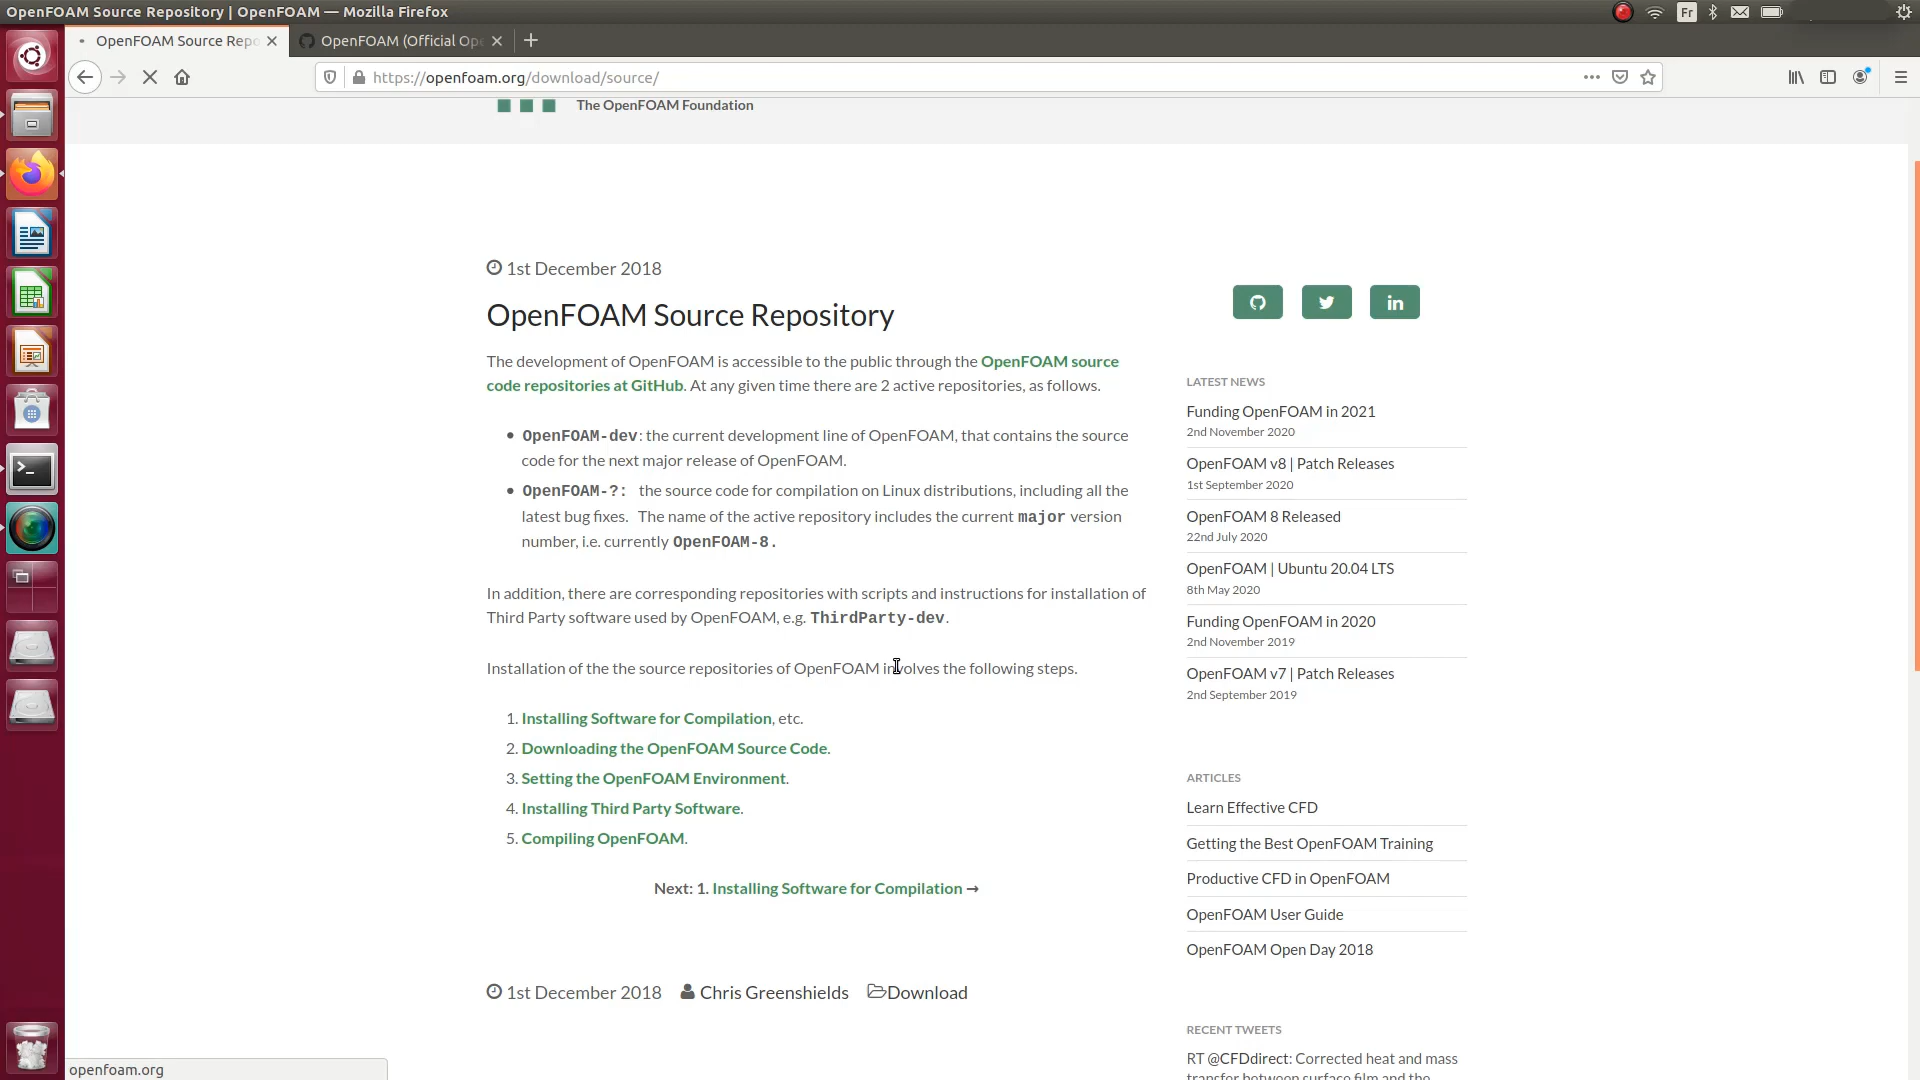 OpenFOAM Source Repository | OpenFOAM — Mozilla Firefox
Fr
OpenFOAM Source Repo
OpenFOAM (Official Ope
https://openfoam.org/download/source/
The OpenFOAM Foundation
1st December 2018
OpenFOAM Source Repository
The development of OpenFOAM is accessible to the public through the OpenFOAM source
code repositories at GitHub. At any given time there are 2 active repositories, as follows.
• OpenFOAM-dev: the current development line of OpenFOAM, that contains the source
code for the next major release of OpenFOAM.
• OpenFOAM-?: the source code for compilation on Linux distributions, including all the
latest bug fixes. The name of the active repository includes the current major version
number, i.e. currently OpenFOAM-8.
In addition, there are corresponding repositories with scripts and instructions for installation of
Third Party software used by OpenFOAM, e.g. ThirdParty-dev.
Installation of the the source repositories of OpenFOAM involves the following steps.
1. Installing Software for Compilation, etc.
2. Downloading the OpenFOAM Source Code.
3. Setting the OpenFOAM Environment.
4. Installing Third Party Software.
5. Compiling OpenFOAM.
Next: 1. Installing Software for Compilation →
1st December 2018 Chris Greenshields Download
LATEST NEWS
Funding OpenFOAM in 2021
2nd November 2020
OpenFOAM v8 | Patch Releases
1st September 2020
OpenFOAM 8 Released
22nd July 2020
OpenFOAM | Ubuntu 20.04 LTS
8th May 2020
Funding OpenFOAM in 2020
2nd November 2019
OpenFOAM v7 | Patch Releases
2nd September 2019
ARTICLES
Learn Effective CFD
Getting the Best OpenFOAM Training
Productive CFD in OpenFOAM
OpenFOAM User Guide
OpenFOAM Open Day 2018
RECENT TWEETS
RT @CFDdirect: Corrected heat and mass
transfer between surface film and the
openfoam.org